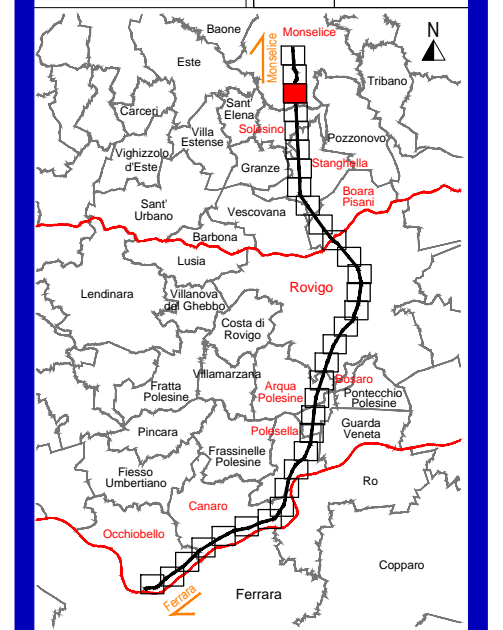 Baone
Monselice
N
Monselice
Este
Tribano
Carceri
Sant'
Elena
Solesino
Villa
Estense
Pozzonovo
Vighizzolo
d'Este
Granze
Stanghella
Boara
Pisani
Sant'
Urbano
Vescovana
Barbona
Lusia
Rovigo
Lendinara
Villanova
del Ghebbo
Costa di
Rovigo
Villamarzana
Fratta
Polesine
Arqua
Polesine
Bosaro
Pontecchio
Polesine
Pincara
Polesella
Guarda
Veneta
Frassinelle
Polesine
Fiesso
Umbertiano
Ro
Canaro
Occhiobello
Copparo
Ferrara
Ferrara